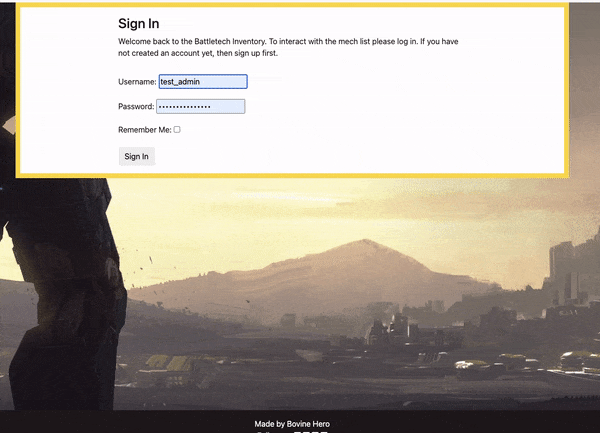 Sign In
Welcome back to the Battletech Inventory. To interact with the mech list please log in. If you have
not created an account yet, then sign up first.
Username: test_admin
Password: ••••••••••••••
Remember Me:
Sign In
Made by Bovine Hero